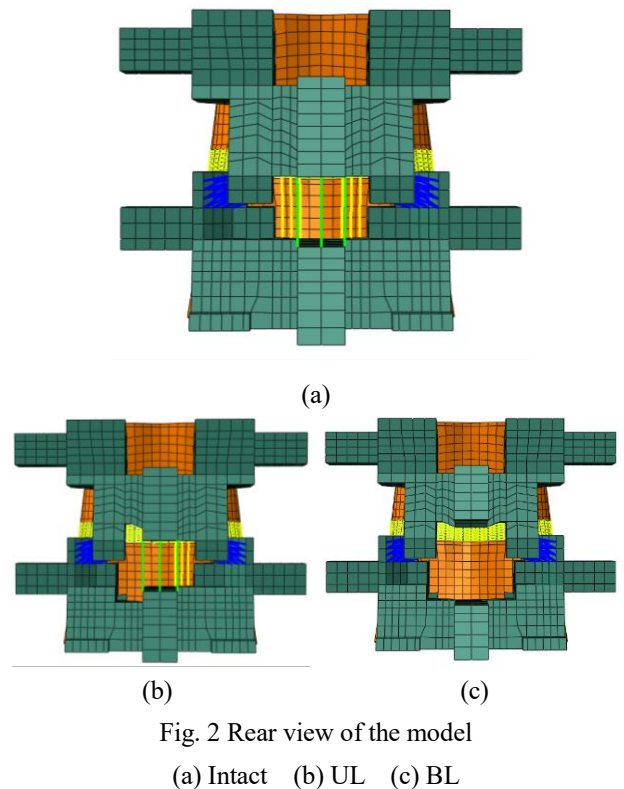 (a)
(b) (c)
Fig. 2 Rear view of the model
(a) Intact (b) UL (c) BL